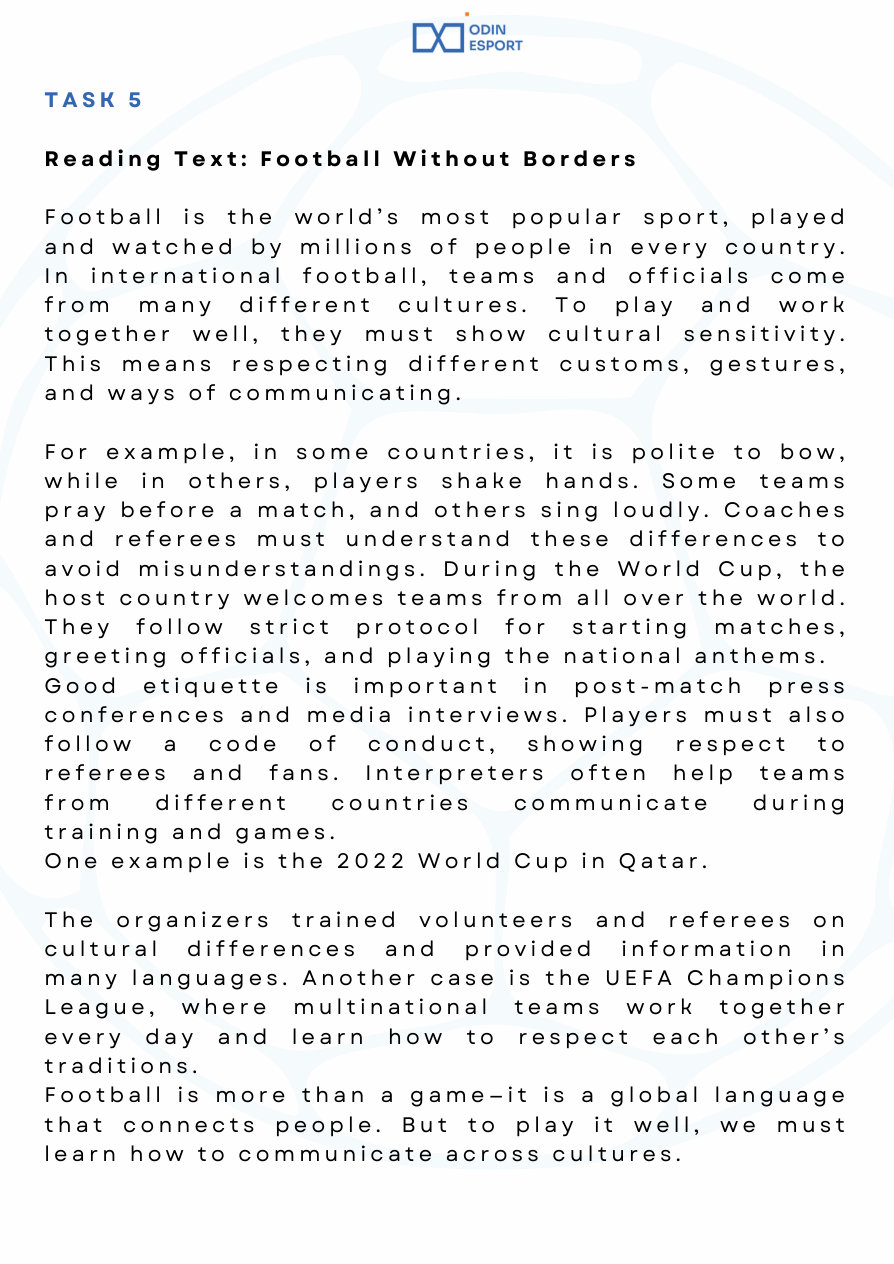 ODIN
ESPORT
TASK 5
Reading Text: Football Without Borders
Football is the world’s most popular sport, played
and watched by millions of people in every country.
In international football, teams and officials come
from many different cultures. To play and work
together well, they must show cultural sensitivity.
This means respecting different customs, gestures,
and ways of communicating.
For example, in some countries, it is polite to bow,
while in others, players shake hands. Some teams
pray before a match, and others sing loudly. Coaches
and referees must understand these differences to
avoid misunderstandings. During the World Cup, the
host country welcomes teams from all over the world.
They follow strict protocol for starting matches,
greeting officials, and playing the national anthems.
Good etiquette is important in post-match press
conferences and media interviews. Players must also
follow a code of conduct, showing respect to
referees and fans. Interpreters often help teams
from different countries communicate during
training and games.
One example is the 2022 World Cup in Qatar.
The organizers trained volunteers and referees on
cultural differences and provided information in
many languages. Another case is the UEFA Champions
League, where multinational teams work together
every day and learn how to respect each other’s
traditions.
Football is more than a game–it is a global language
that connects people. But to play it well, we must
learn how to communicate across cultures.